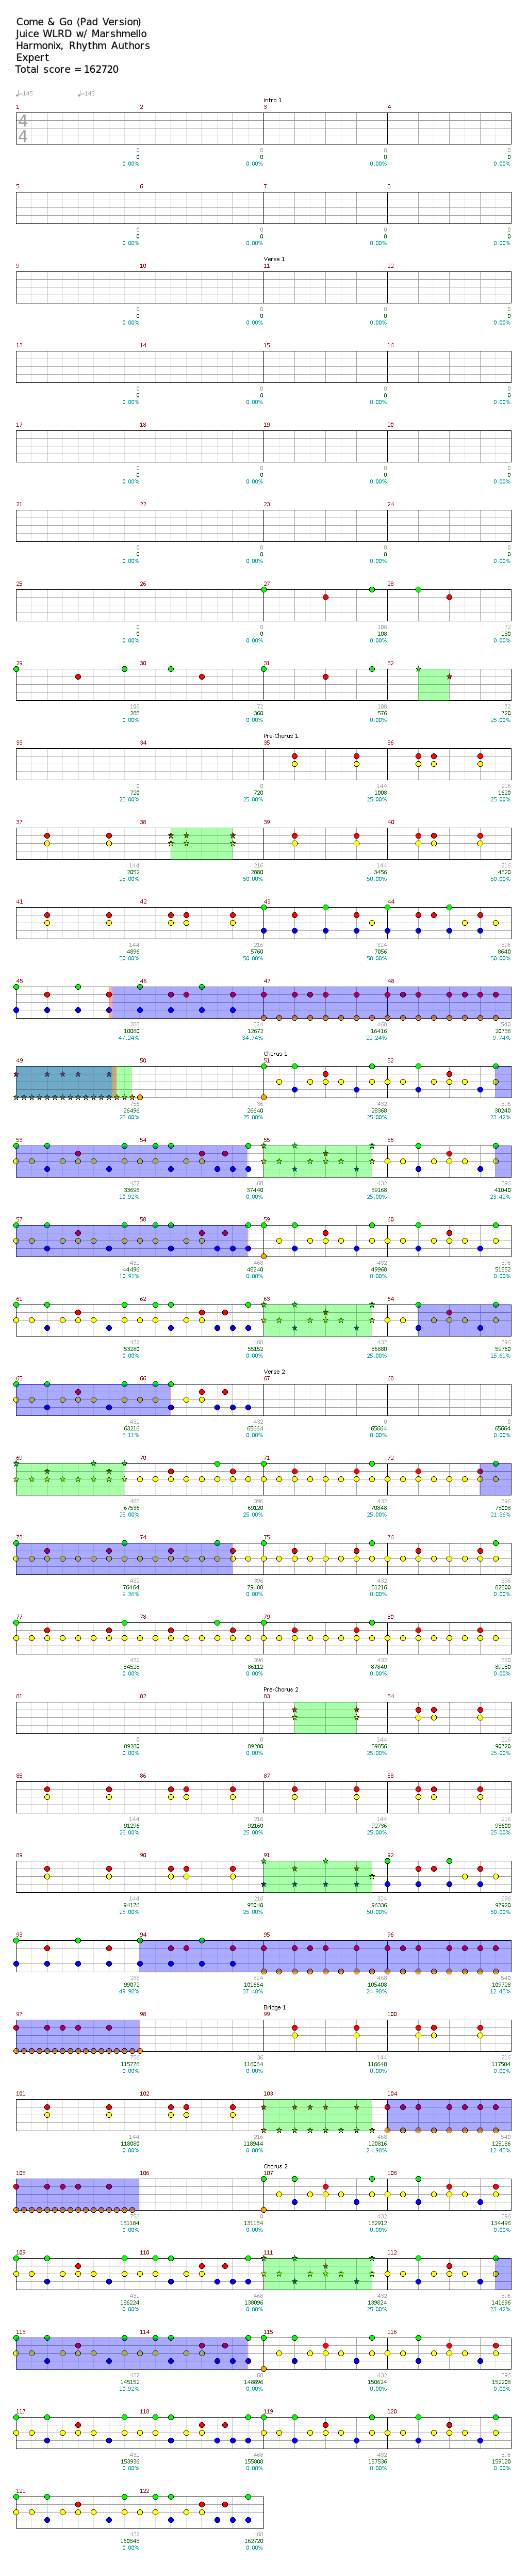 Come & Go (Pad Version)
Juice WLRD w/ Marshmello
Harmonix, Rhythm Authors
Expert
Total score = 162720
♩=145 ♩=145
Intro 1
1 2 3 4
4
4
0 0 0 0
0 0 0 0
0.00% 0.00% 0.00% 0.00%
5 6 7 8
0 0 0 0
0 0 0 0
0.00% 0.00% 0.00% 0.00%
Verse 1
9 10 11 12
0 0 0 0
0 0 0 0
0.00% 0.00% 0.00% 0.00%
13 14 15 16
0 0 0 0
0 0 0 0
0.00% 0.00% 0.00% 0.00%
17 18 19 20
0 0 0 0
0 0 0 0
0.00% 0.00% 0.00% 0.00%
21 22 23 24
0 0 0 0
0 0 0 0
0.00% 0.00% 0.00% 0.00%
25 26 27 28
0 0 108 72
0 0 108 180
0.00% 0.00% 0.00% 0.00%
29 30 31 32
108 72 108 72
288 360 576 720
0.00% 0.00% 0.00% 25.00%
Pre-Chorus 1
33 34 35 36
0 0 144 216
720 720 1008 1620
25.00% 25.00% 25.00% 25.00%
37 38 39 40
144 216 144 216
2052 2880 3456 4320
25.00% 50.00% 50.00% 50.00%
41 42 43 44
144 216 324 396
4896 5760 7056 8640
50.00% 50.00% 50.00% 50.00%
45 46 47 48
288 324 468 540
10080 12672 16416 20736
47.24% 34.74% 22.24% 9.74%
Chorus 1
49 50 51 52
756 36 432 396
26496 26640 28368 30240
25.00% 25.00% 25.00% 23.42%
53 54 55 56
432 468 432 396
33696 37440 39168 41040
10.92% 0.00% 25.00% 23.42%
57 58 59 60
432 468 432 396
44496 48240 49968 51552
10.92% 0.00% 0.00% 0.00%
61 62 63 64
432 468 432 396
53280 55152 56880 59760
0.00% 0.00% 25.00% 15.61%
Verse 2
65 66 67 68
432 432 0 0
63216 65664 65664 65664
3.11% 0.00% 0.00% 0.00%
69 70 71 72
468 396 432 396
67536 69120 70848 73008
25.00% 25.00% 25.00% 21.86%
73 74 75 76
432 396 432 396
76464 79488 81216 82800
9.36% 0.00% 0.00% 0.00%
77 78 79 80
432 396 432 360
84528 86112 87840 89280
0.00% 0.00% 0.00% 0.00%
Pre-Chorus 2
81 82 83 84
0 0 144 216
89280 89280 89856 90720
0.00% 0.00% 25.00% 25.00%
85 86 87 88
144 216 144 216
91296 92160 92736 93600
25.00% 25.00% 25.00% 25.00%
89 90 91 92
144 216 324 396
94176 95040 96336 97920
25.00% 25.00% 50.00% 50.00%
93 94 95 96
288 324 468 540
99072 101664 105408 109728
49.98% 37.48% 24.98% 12.48%
Bridge 1
97 98 99 100
756 36 144 216
115776 116064 116640 117504
0.00% 0.00% 0.00% 0.00%
101 102 103 104
144 216 468 540
118080 118944 120816 125136
0.00% 0.00% 24.98% 12.48%
Chorus 2
105 106 107 108
756 0 432 396
131184 131184 132912 134496
0.00% 0.00% 0.00% 0.00%
109 110 111 112
432 468 432 396
136224 138096 139824 141696
0.00% 0.00% 25.00% 23.42%
113 114 115 116
432 468 432 396
145152 148896 150624 152208
10.92% 0.00% 0.00% 0.00%
117 118 119 120
432 468 432 396
153936 155808 157536 159120
0.00% 0.00% 0.00% 0.00%
121 122
432 468
160848 162720
0.00% 0.00%